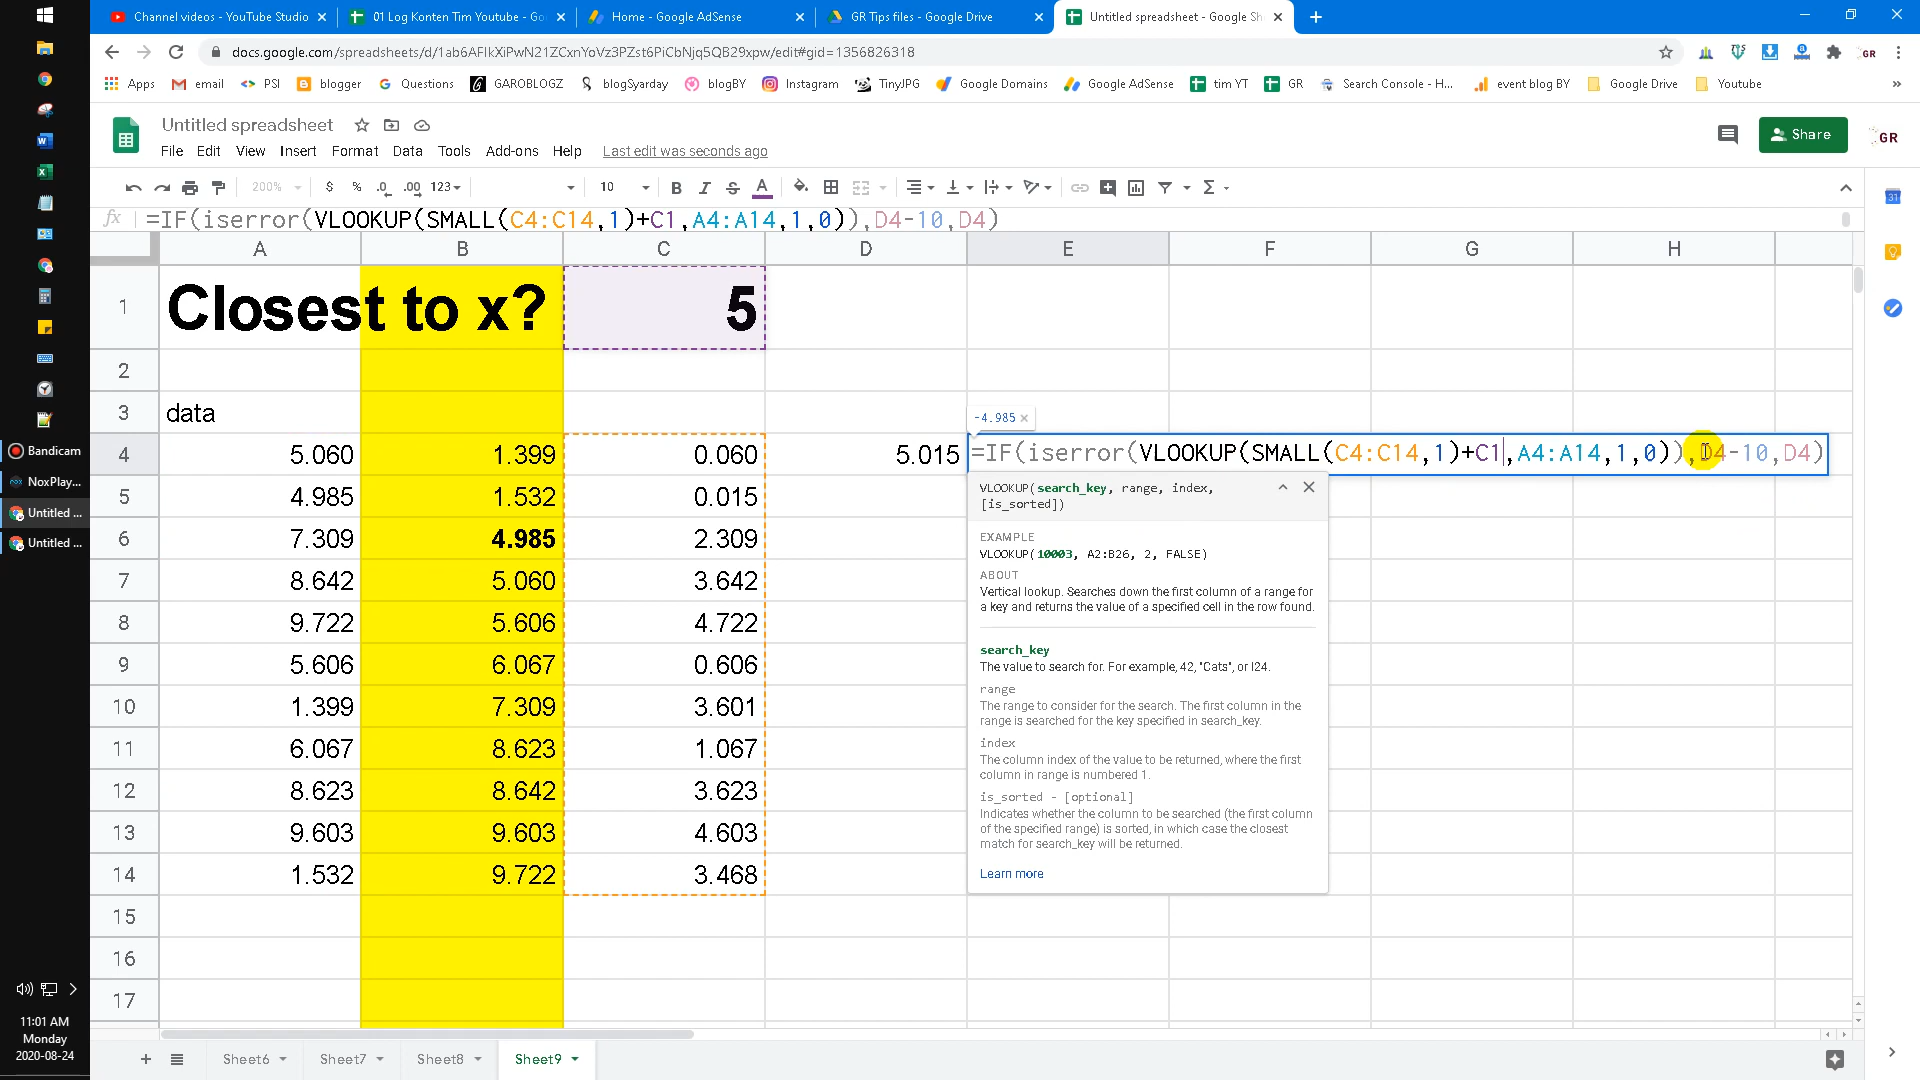 Channel videos - YouTube Studio
01 Log Konten Tim Youtube - Go
Home - Google AdSense
GR Tips files - Google Drive
Untitled spreadsheet - Google Sh
docs.google.com/spreadsheets/d/1ab6AFlkXiPwN21ZCxnYoVz3PZst6PiCbNjq5QB29xpw/edit#gid=1356826318
Apps email PSI blogger Questions GAROBLOGZ blogSyarday blogBY Instagram TinyJPG Google Domains Google AdSense tim YT GR Search Console - H... event blog BY Google Drive Youtube »
Untitled spreadsheet
File Edit View Insert Format Data Tools Add-ons Help Last edit was seconds ago
Share
GR
200% $ % .0 .00 123 10 B I S A Σ
fx =IF(iserror(VLOOKUP(SMALL(C4:C14,1)+C1,A4:A14,1,0)),D4-10,D4)
A B C D E F G H
1 Closest to x? 5
2
3 data
-4.985 ×
4 5.060 1.399 0.060 5.015 =IF(iserror(VLOOKUP(SMALL(C4:C14,1)+C1,A4:A14,1,0)),D4-10,D4)
5 4.985 1.532 0.015
6 7.309 4.985 2.309
7 8.642 5.060 3.642
8 9.722 5.606 4.722
9 5.606 6.067 0.606
10 1.399 7.309 3.601
11 6.067 8.623 1.067
12 8.623 8.642 3.623
13 9.603 9.603 4.603
14 1.532 9.722 3.468
15
16
17
VLOOKUP(search_key, range, index,
[is_sorted])
EXAMPLE
VLOOKUP(10003, A2:B26, 2, FALSE)
ABOUT
Vertical lookup. Searches down the first column of a range for
a key and returns the value of a specified cell in the row found.
search_key
The value to search for. For example, 42, "Cats", or I24.
range
The range to consider for the search. The first column in the
range is searched for the key specified in search_key.
index
The column index of the value to be returned, where the first
column in range is numbered 1.
is_sorted - [optional]
Indicates whether the column to be searched (the first column
of the specified range) is sorted, in which case the closest
match for search_key will be returned.
Learn more
Sheet6 Sheet7 Sheet8 Sheet9
Bandicam
NoxPlay...
Untitled ...
Untitled ...
11:01 AM
Monday
2020-08-24